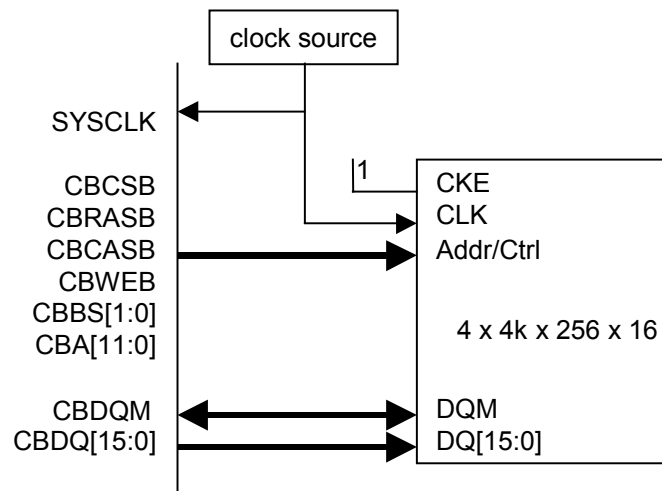 clock source
SYSCLK
CBCSB
CBRASB
CBCASB
CBWEB
CBBS[1:0]
CBA[11:0]
CBDQM
CBDQ[15:0]
1
CKE
CLK
Addr/Ctrl
4 x 4k x 256 x 16
DQM
DQ[15:0]